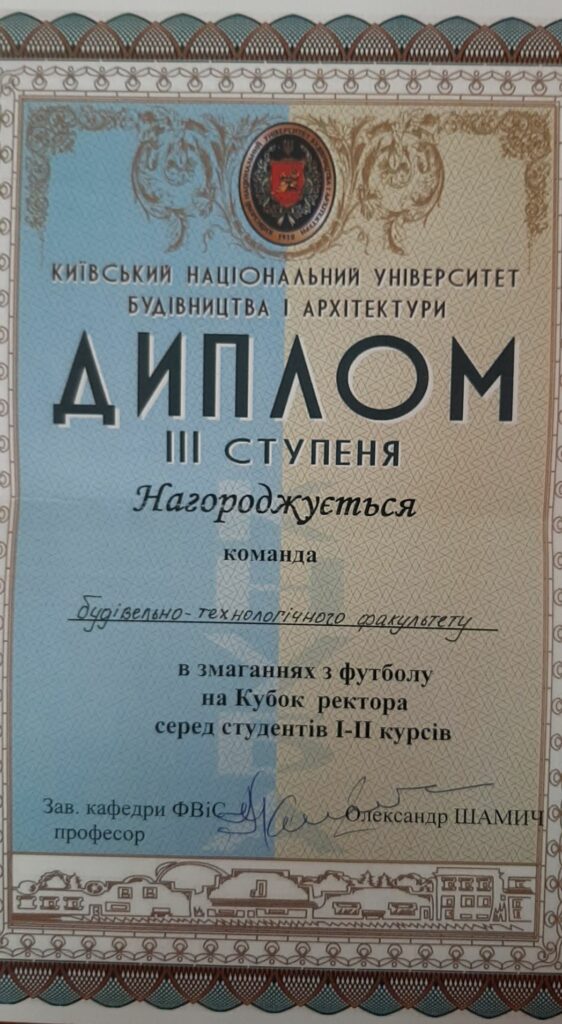 КИЇВСЬКИЙ НАЦІОНАЛЬНИЙ УНІВЕРСИТЕТ
БУДІВНИЦТВА І АРХІТЕКТУРИ
ДИПЛОМ
III СТУПЕНЯ
Нагороджується
команда
будівельно-технологічного факультету
в змаганнях з футболу
на Кубок ректора
серед студентів І-ІІ курсів
Зав. кафедри ФВіС Олександр ШАМИЧ
професор